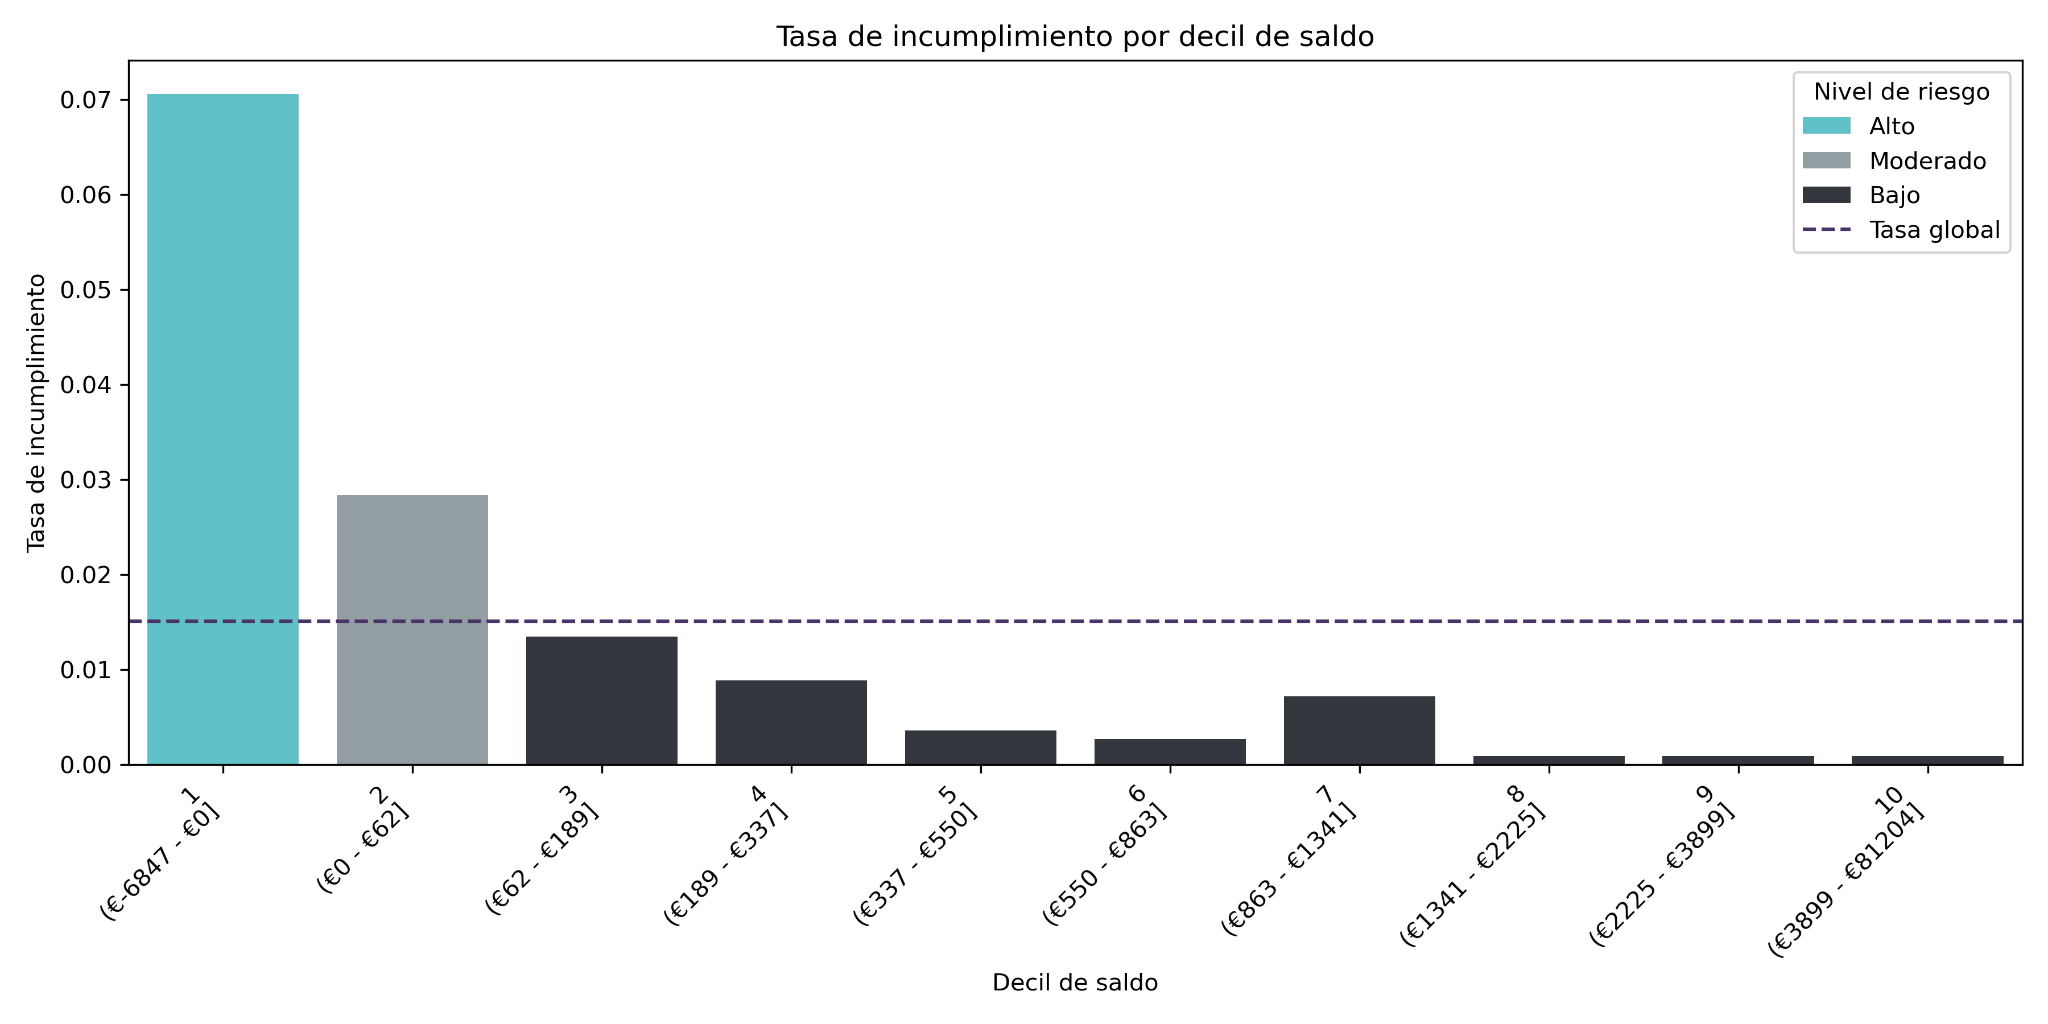 Tasa de incumplimiento por decil de saldo
Nivel de riesgo
Alto
Moderado
Bajo
Tasa global
Tasa de incumplimiento
0.07
0.06
0.05
0.04
0.03
0.02
0.01
0.00
1
(€-6847 - €0]
2
(€0 - €62]
3
(€62 - €189]
4
(€189 - €337]
5
(€337 - €550]
6
(€550 - €863]
7
(€863 - €1341]
8
(€1341 - €2225]
9
(€2225 - €3899]
10
(€3899 - €81204]
Decil de saldo